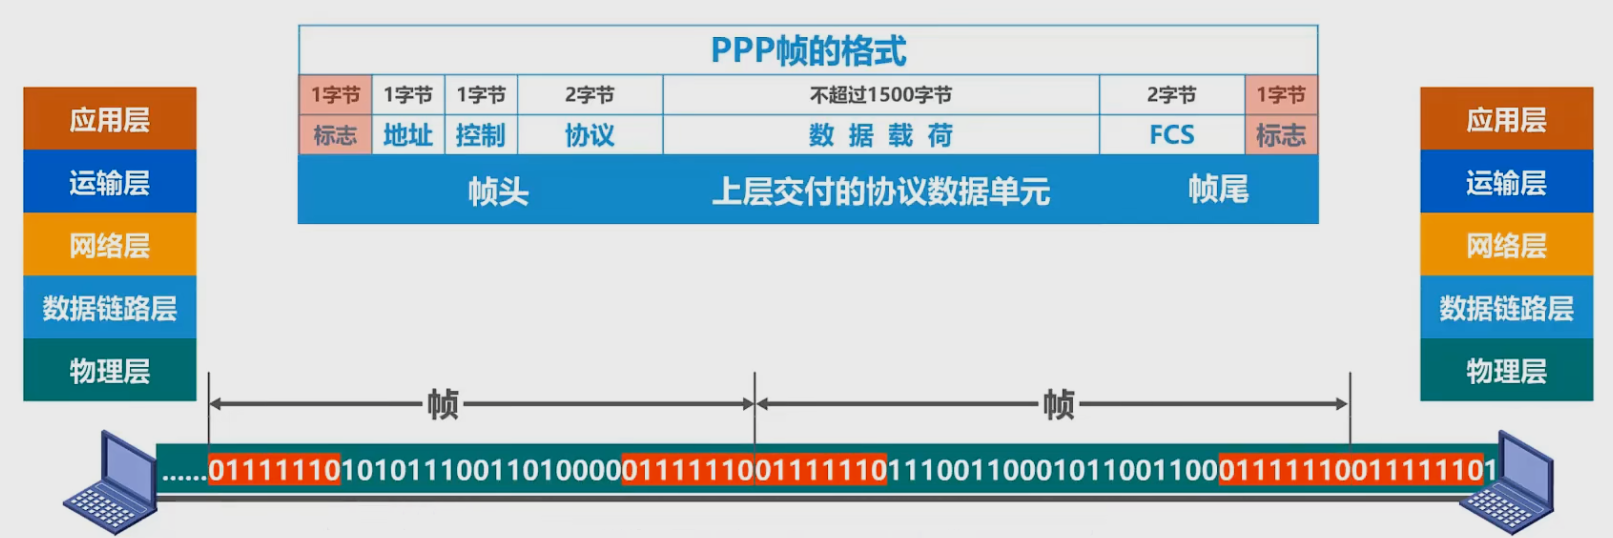 PPP帧的格式
1字节 1字节 1字节 2字节 不超过1500字节 2字节 1字节
标志 地址 控制 协议 数据载荷 FCS 标志
帧头 上层交付的协议数据单元 帧尾
应用层
运输层
网络层
数据链路层
物理层
应用层
运输层
网络层
数据链路层
物理层
帧 帧
......011111101010111001101000001111110011111101110011000101100110001111110011111101